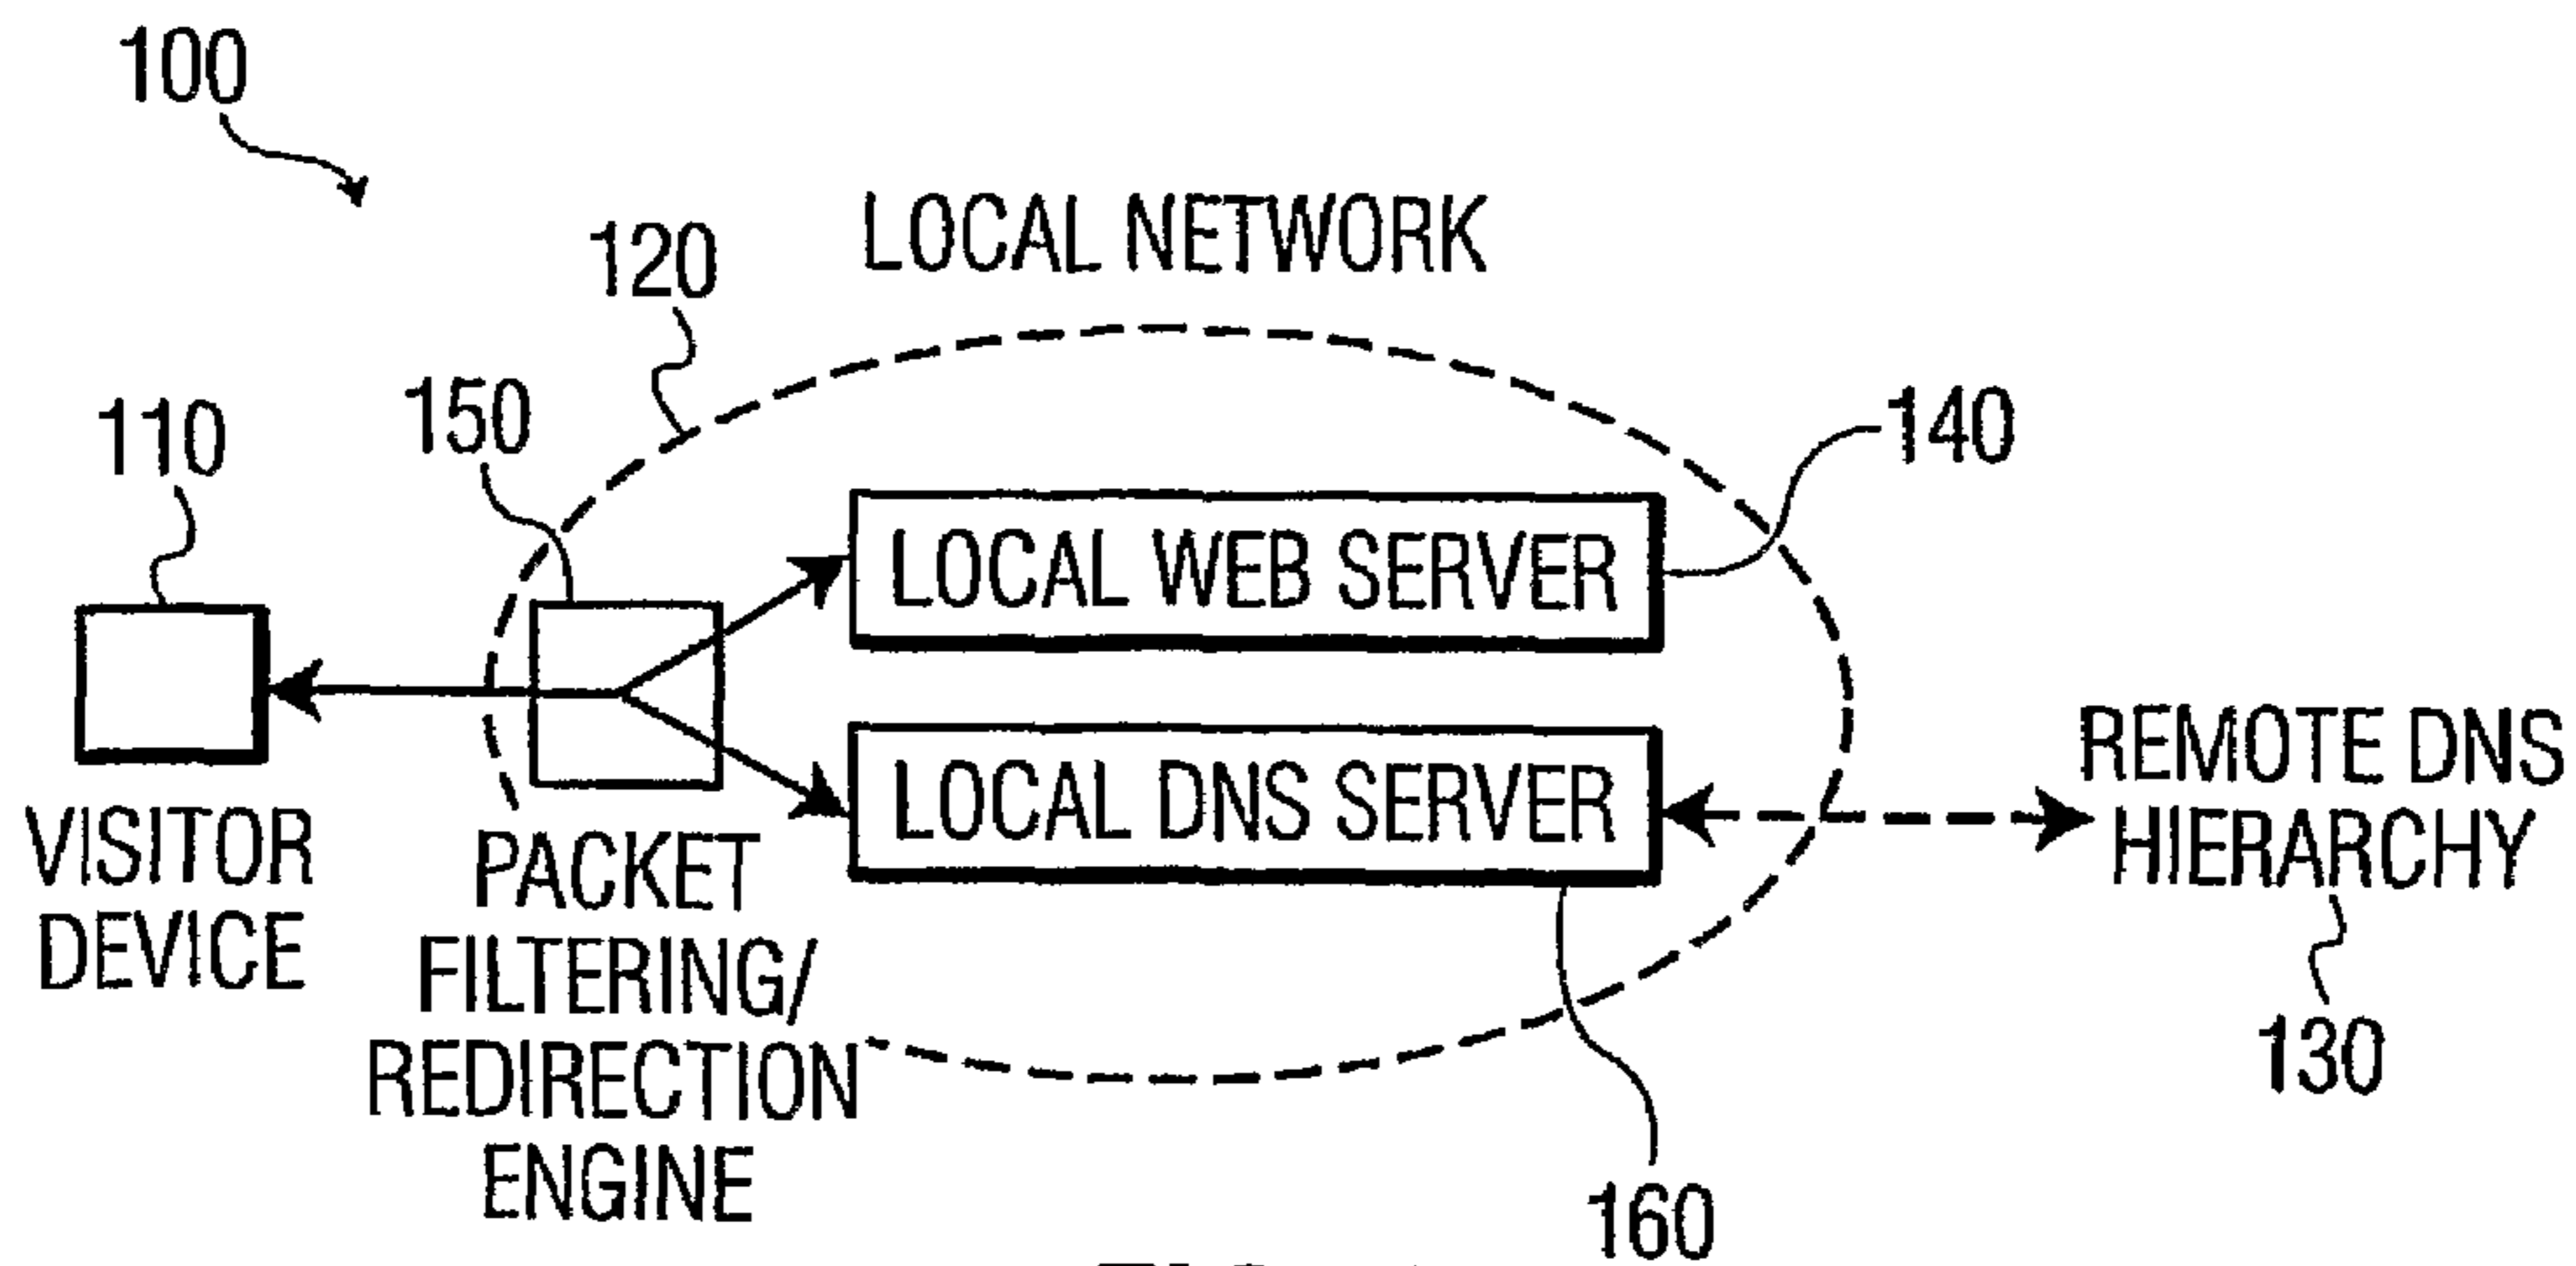 100
LOCAL NETWORK
120
150
110
140
LOCAL WEB SERVER
LOCAL DNS SERVER
REMOTE DNS
HIERARCHY
130
VISITOR
DEVICE
PACKET
FILTERING/
REDIRECTION
ENGINE
160